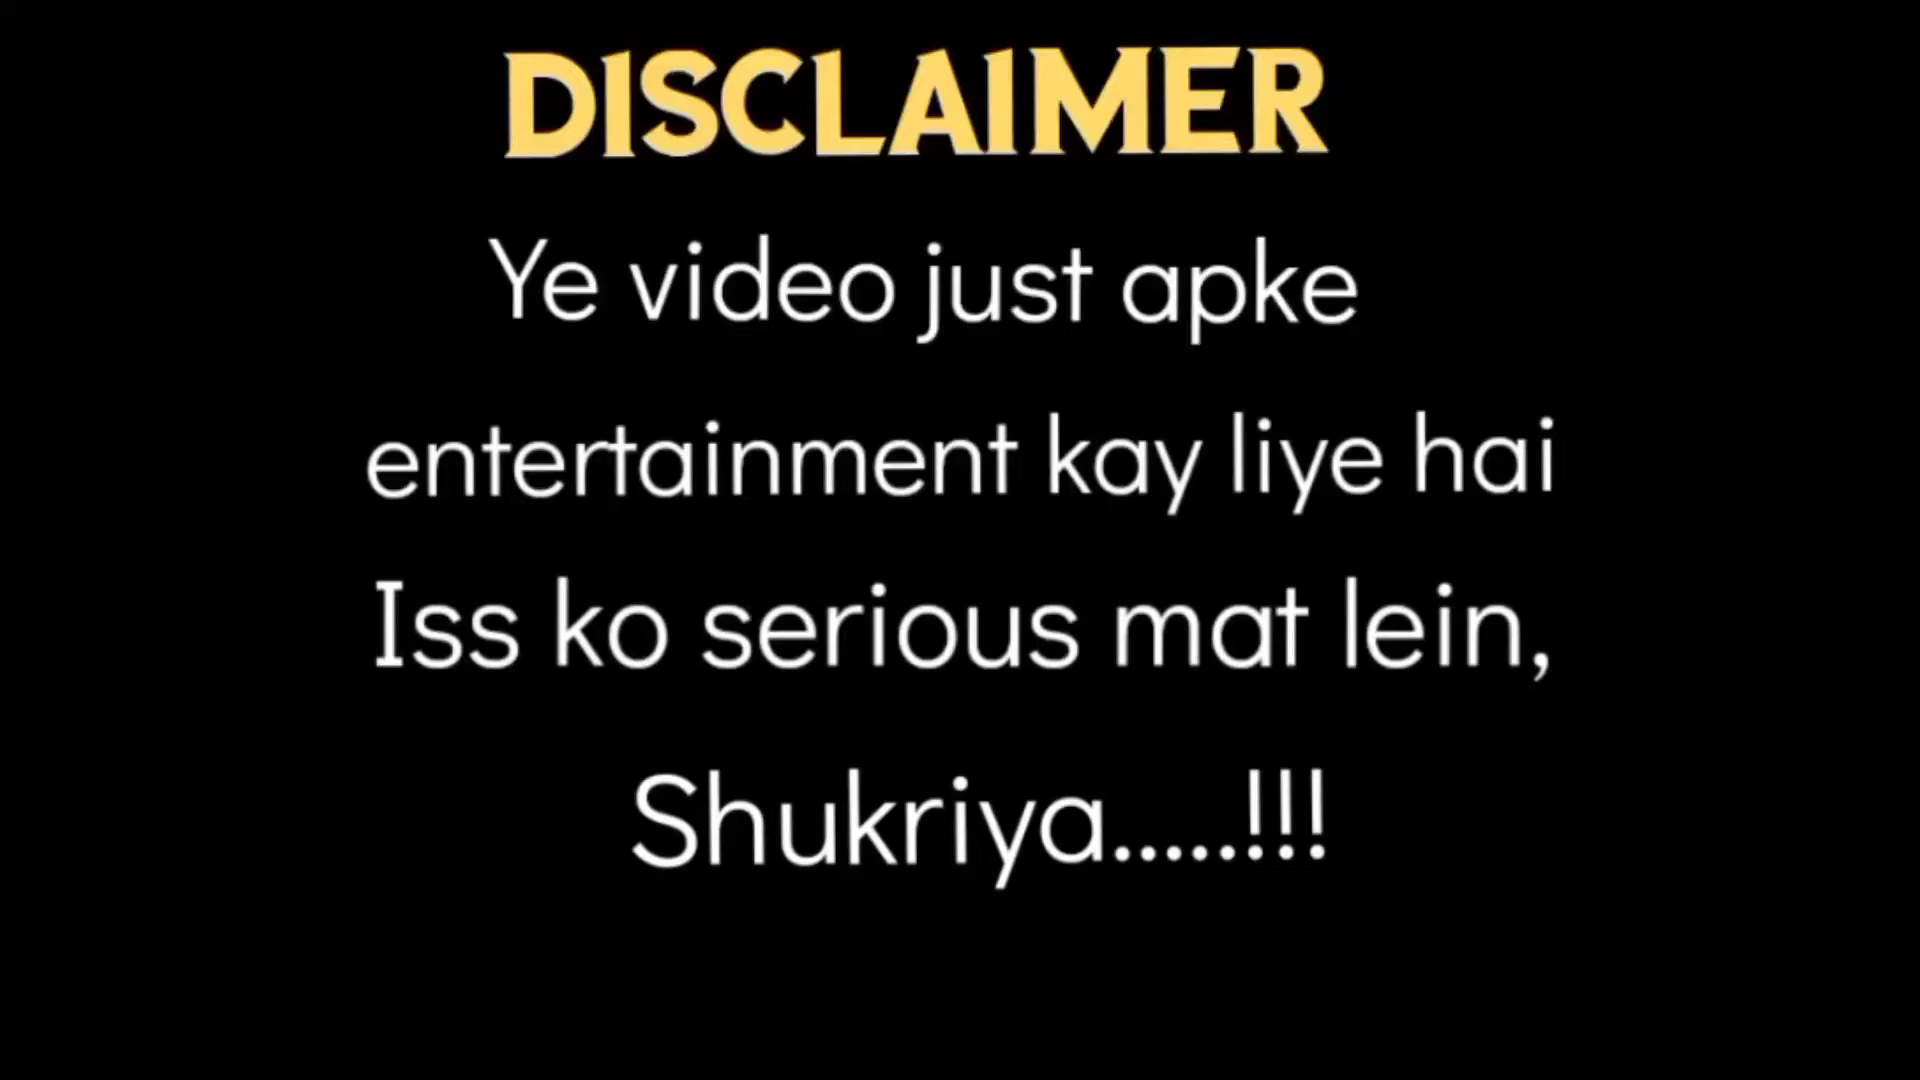 DISCLAIMER
Ye video just apke
entertainment kay liye hai
Iss ko serious mat lein,
Shukriya.....!!!